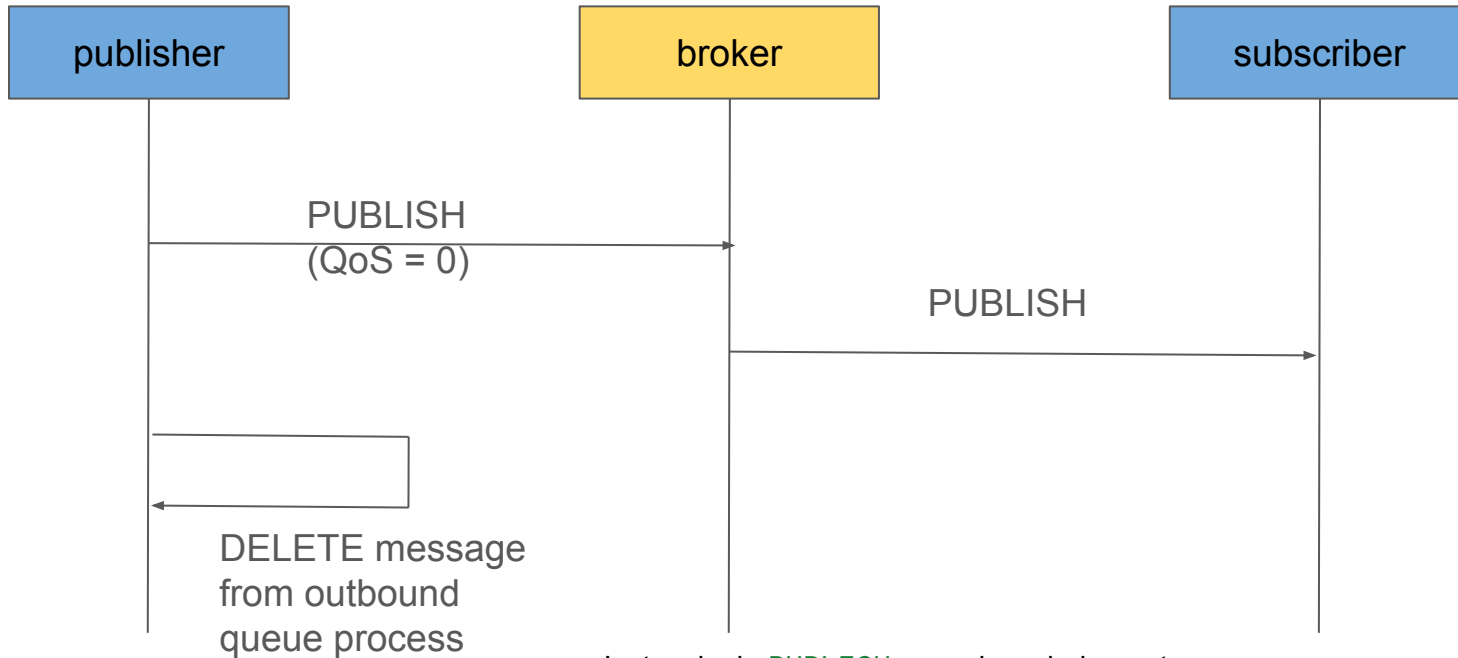 publisher
broker
subscriber
PUBLISH
(QoS = 0)
PUBLISH
DELETE message
from outbound
queue process